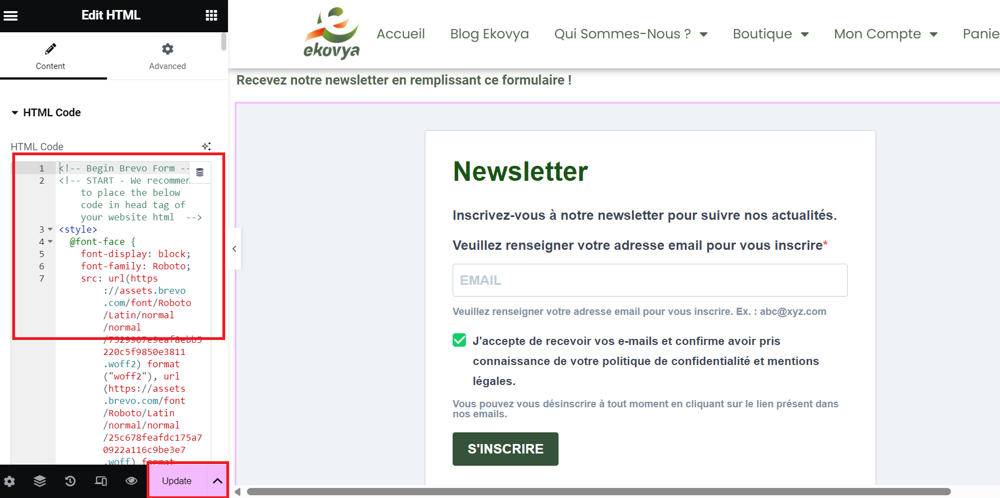 Edit HTML
Content
Advanced
HTML Code
HTML Code
1 <!-- Begin Brevo Form --
2 <!-- START - We recommen
to place the below
code in head tag of
your website html  -->
3 <style>
4 @font-face {
5 font-display: block;
6 font-family: Roboto;
7 src: url(https
://assets.brevo
.com/font/Roboto
/Latin/normal
/normal
/7529907e9eaf8ebb5
220c5f9850e3811
.woff2) format
("woff2"), url
(https://assets
.brevo.com/font
/Roboto/Latin
/normal/normal
/25c678feafdc175a7
0922a116c9be3e7
.woff) format
Update
ekovya
Accueil
Blog Ekovya
Qui Sommes-Nous ?
Boutique
Mon Compte
Panie
Recevez notre newsletter en remplissant ce formulaire !
Newsletter
Inscrivez-vous à notre newsletter pour suivre nos actualités.
Veuillez renseigner votre adresse email pour vous inscrire*
EMAIL
Veuillez renseigner votre adresse email pour vous inscrire. Ex. : abc@xyz.com
J'accepte de recevoir vos e-mails et confirme avoir pris
connaissance de votre politique de confidentialité et mentions
légales.
Vous pouvez vous désinscrire à tout moment en cliquant sur le lien présent dans
nos emails.
S'INSCRIRE